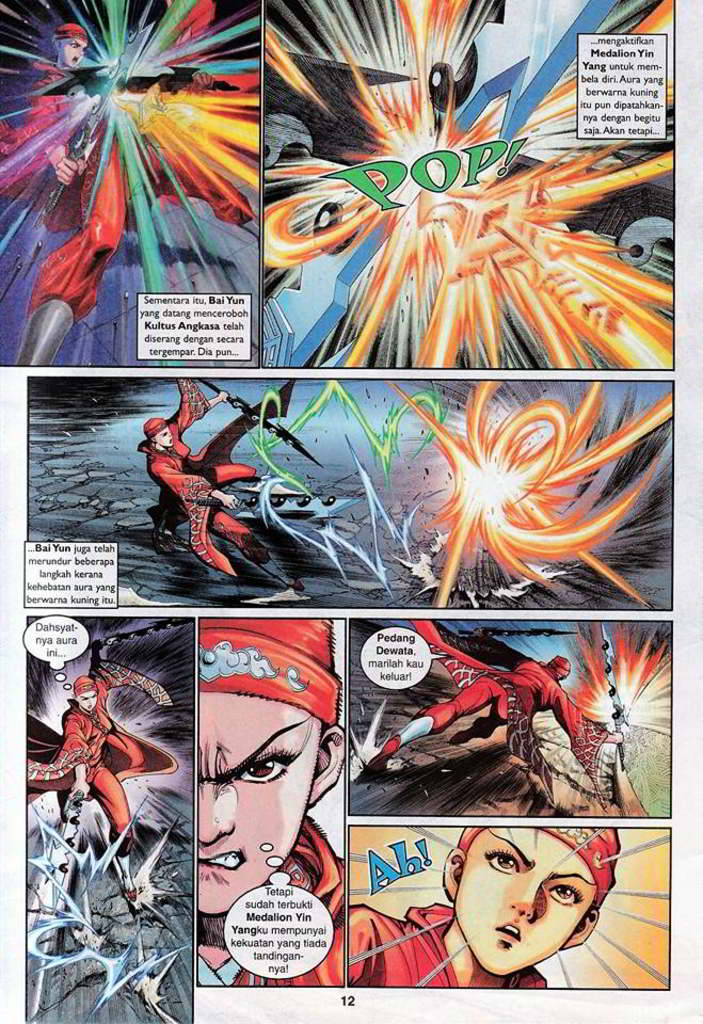 Sementara itu, Bai Yun
yang datang menceroboh
Kultus Angkasa telah
diserang dengan secara
tergempar. Dia pun...
...mengaktifkan
Medalion Yin
Yang untuk mem-
bela diri. Aura yang
berwarna kuning
itu pun dipatahkan-
nya dengan begitu
saja. Akan tetapi...
POP!
...Bai Yun juga telah
merundur beberapa
langkah kerana
kehebatan aura yang
berwarna kuning itu.
Dahsyat-
nya aura
ini...
Tetapi
sudah terbukti
Medalion Yin
Yangku mempunyai
kekuatan yang tiada
tandingan-
nya!
Pedang
Dewata,
marilah kau
keluar!
Ah!
12